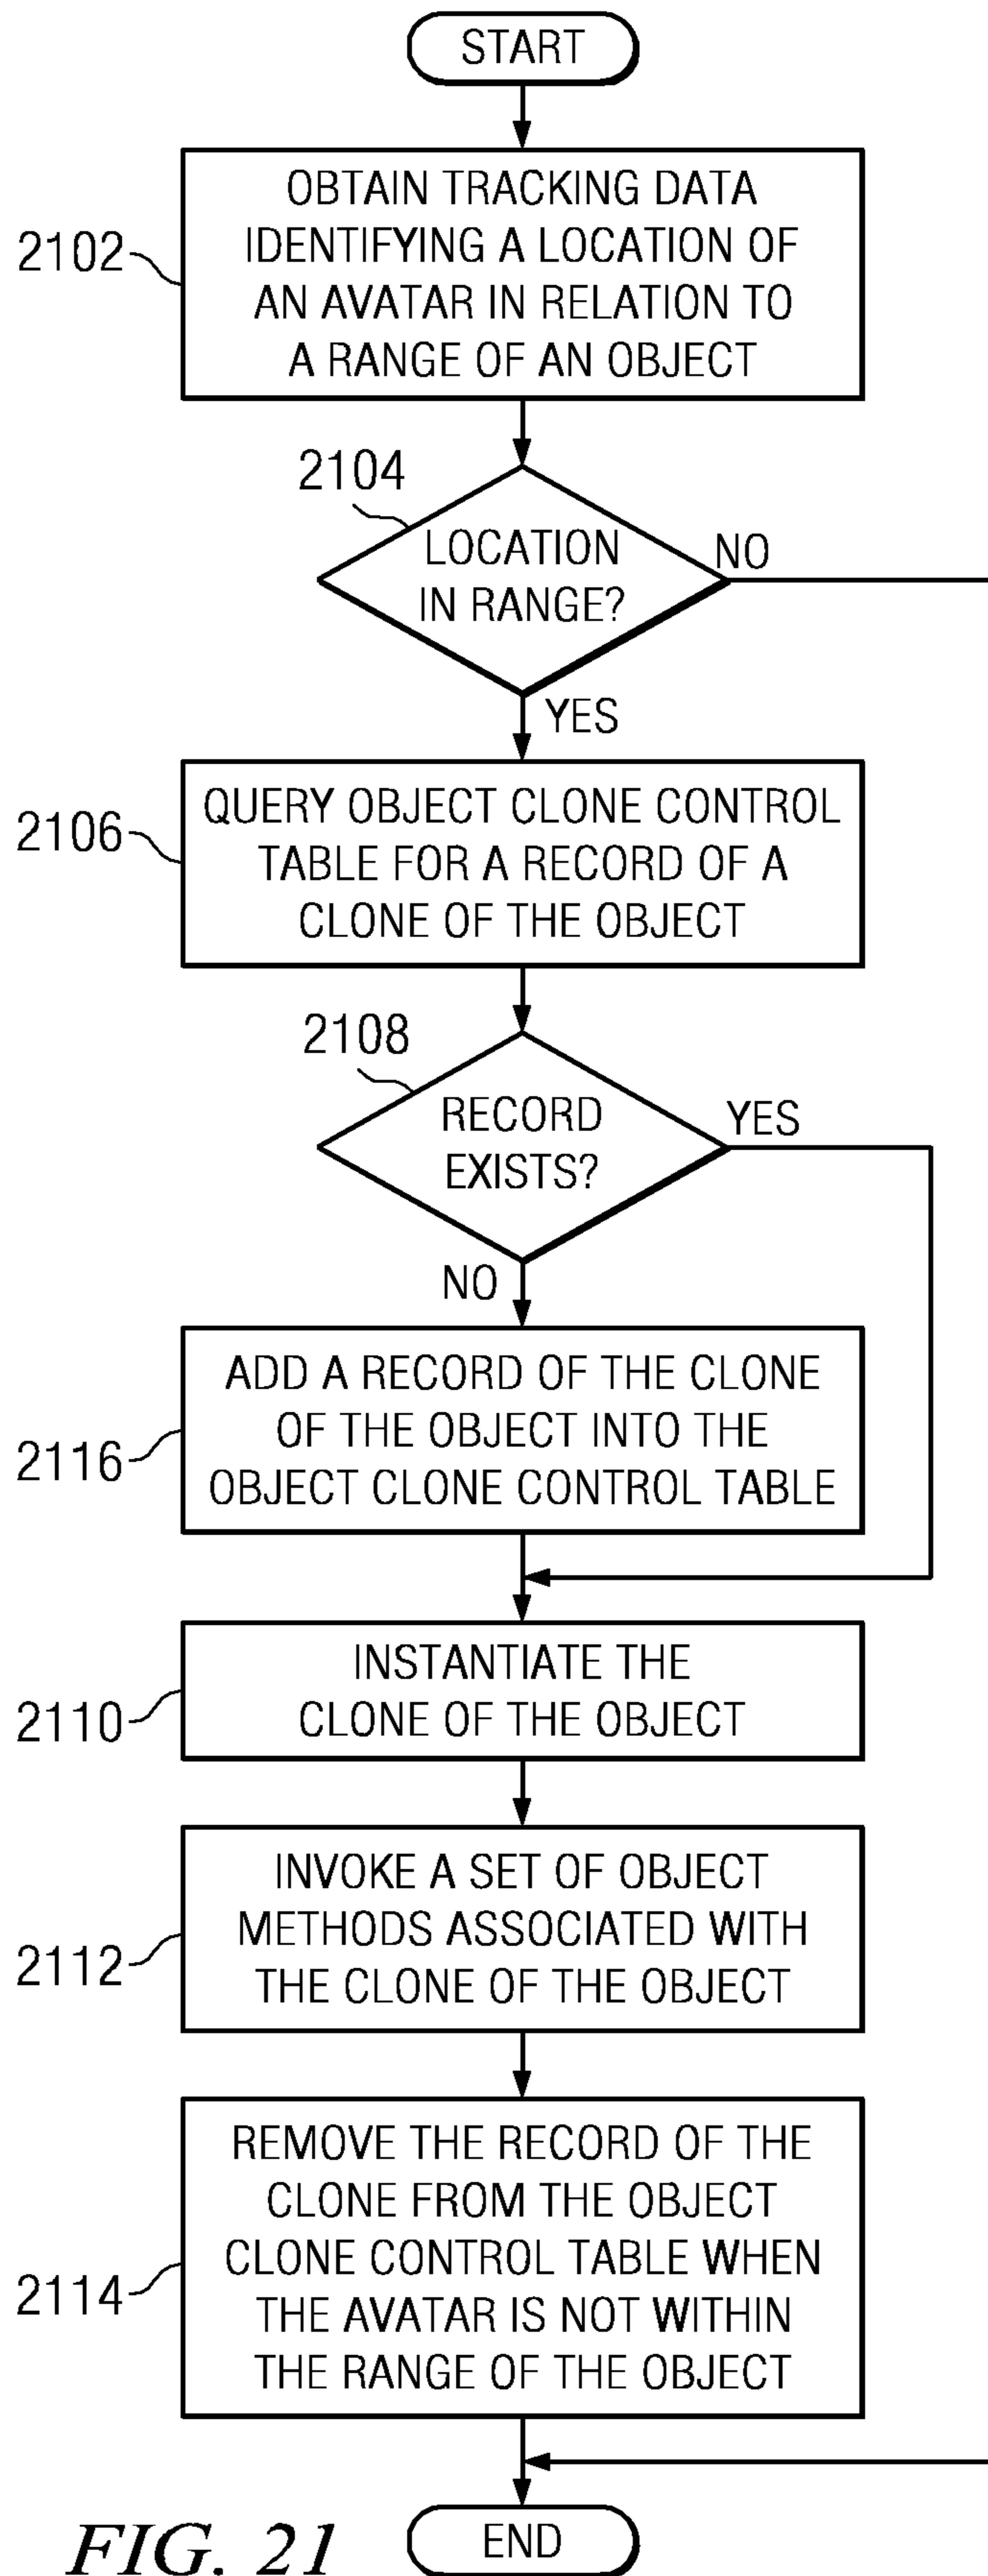 START
2102
OBTAIN TRACKING DATA
IDENTIFYING A LOCATION OF
AN AVATAR IN RELATION TO
A RANGE OF AN OBJECT
2104
LOCATION
IN RANGE?
NO
YES
2106
QUERY OBJECT CLONE CONTROL
TABLE FOR A RECORD OF A
CLONE OF THE OBJECT
2108
RECORD
EXISTS?
YES
NO
2116
ADD A RECORD OF THE CLONE
OF THE OBJECT INTO THE
OBJECT CLONE CONTROL TABLE
2110
INSTANTIATE THE
CLONE OF THE OBJECT
2112
INVOKE A SET OF OBJECT
METHODS ASSOCIATED WITH
THE CLONE OF THE OBJECT
2114
REMOVE THE RECORD OF THE
CLONE FROM THE OBJECT
CLONE CONTROL TABLE WHEN
THE AVATAR IS NOT WITHIN
THE RANGE OF THE OBJECT
FIG. 21
END